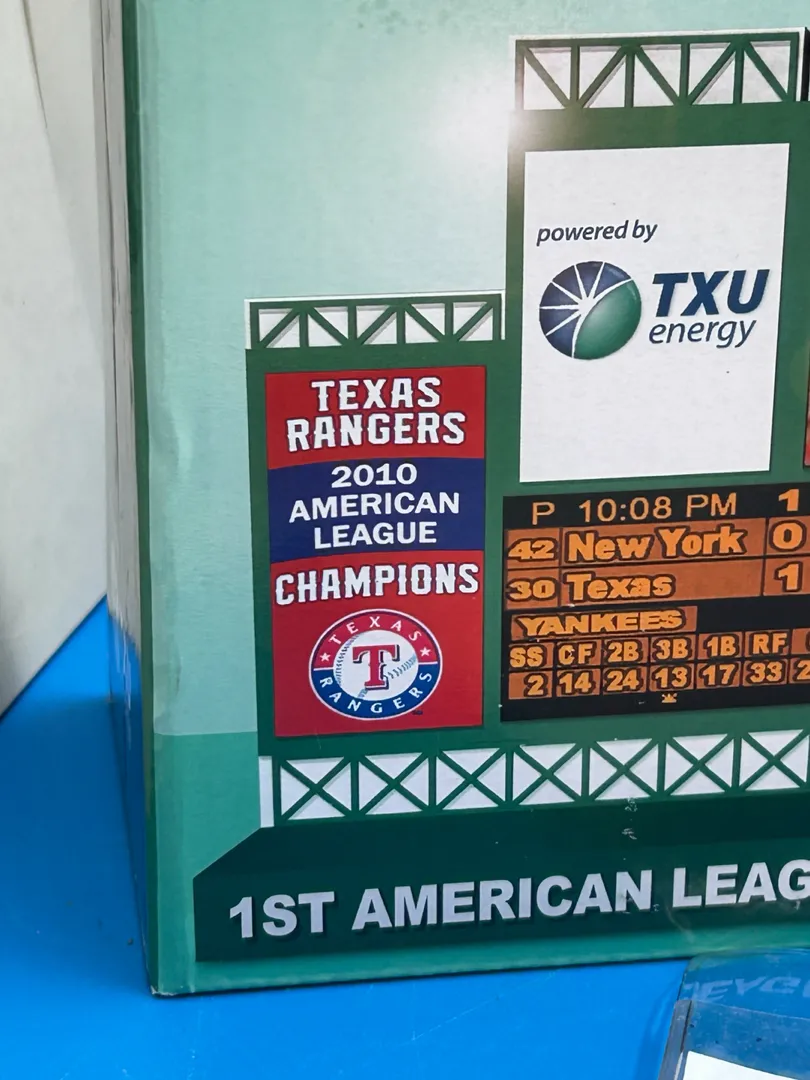 powered by
TXU
energy
TEXAS
RANGERS
2010
AMERICAN
LEAGUE
CHAMPIONS
TEXAS
T
RANGERS
P 10:08 PM 1
42 New York 0
30 Texas 1
YANKEES
SS CF 2B 3B 1B RF
2 14 24 13 17 33 2
1ST AMERICAN LEAG